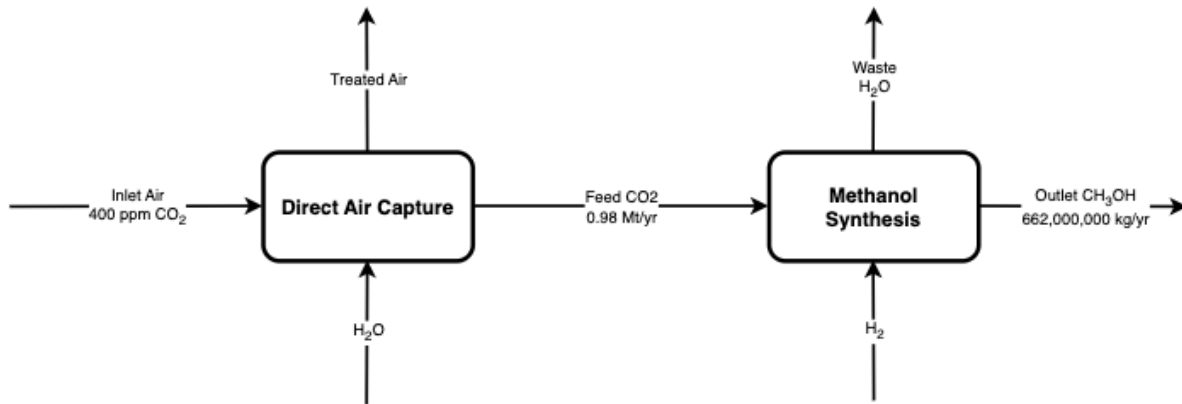 Treated Air
Waste
H₂O
Inlet Air
400 ppm CO₂
Direct Air Capture
Feed CO2
0.98 Mt/yr
Methanol
Synthesis
Outlet CH₃OH
662,000,000 kg/yr
H₂O
H₂